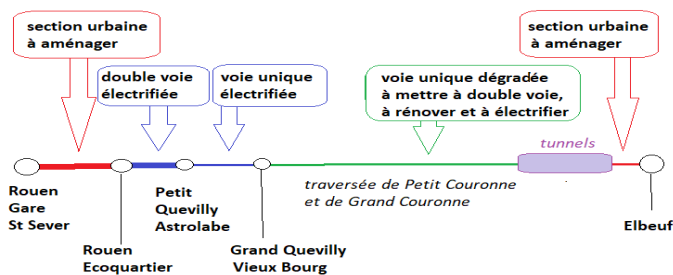 section urbaine
à aménager
double voie
électrifiée
voie unique
électrifiée
voie unique dégradée
à mettre à double voie,
à rénover et à électrifier
section urbaine
à aménager
tunnels
Rouen
Gare
St Sever
Rouen
Ecoquartier
Petit
Quevilly
Astrolabe
Grand Quevilly
Vieux Bourg
traversée de Petit Couronne
et de Grand Couronne
Elbeuf